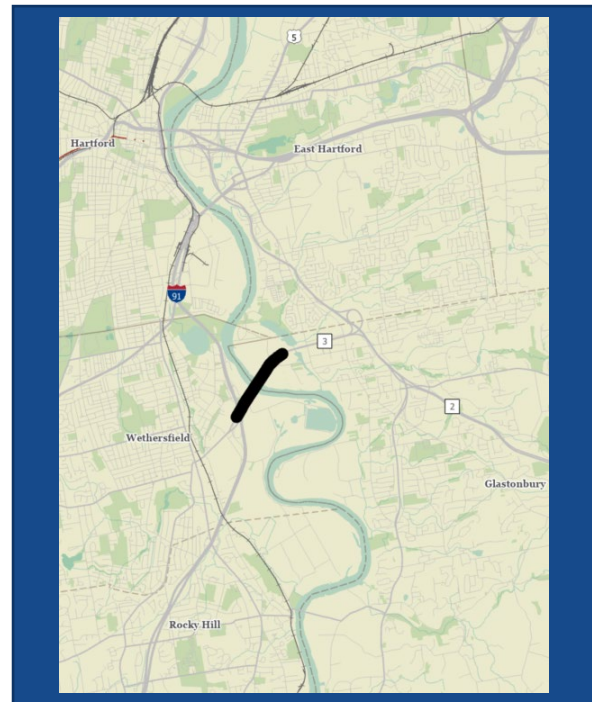 5
Hartford
East Hartford
91
3
2
Wethersfield
Glastonbury
Rocky Hill